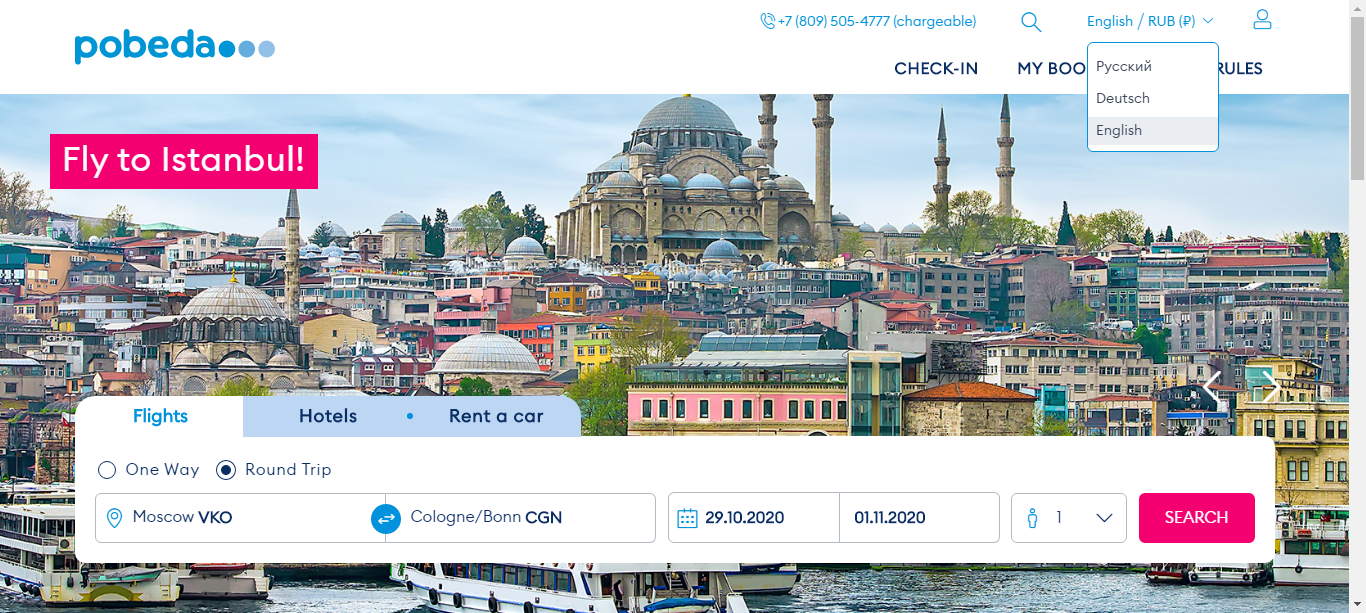 +7 (809) 505-4777 (chargeable)
English / RUB (₽)
pobeda
CHECK-IN
MY BOO
RULES
Русский
Deutsch
English
Fly to Istanbul!
Flights
Hotels
Rent a car
One Way
Round Trip
Moscow VKO
Cologne/Bonn CGN
29.10.2020
01.11.2020
1
SEARCH